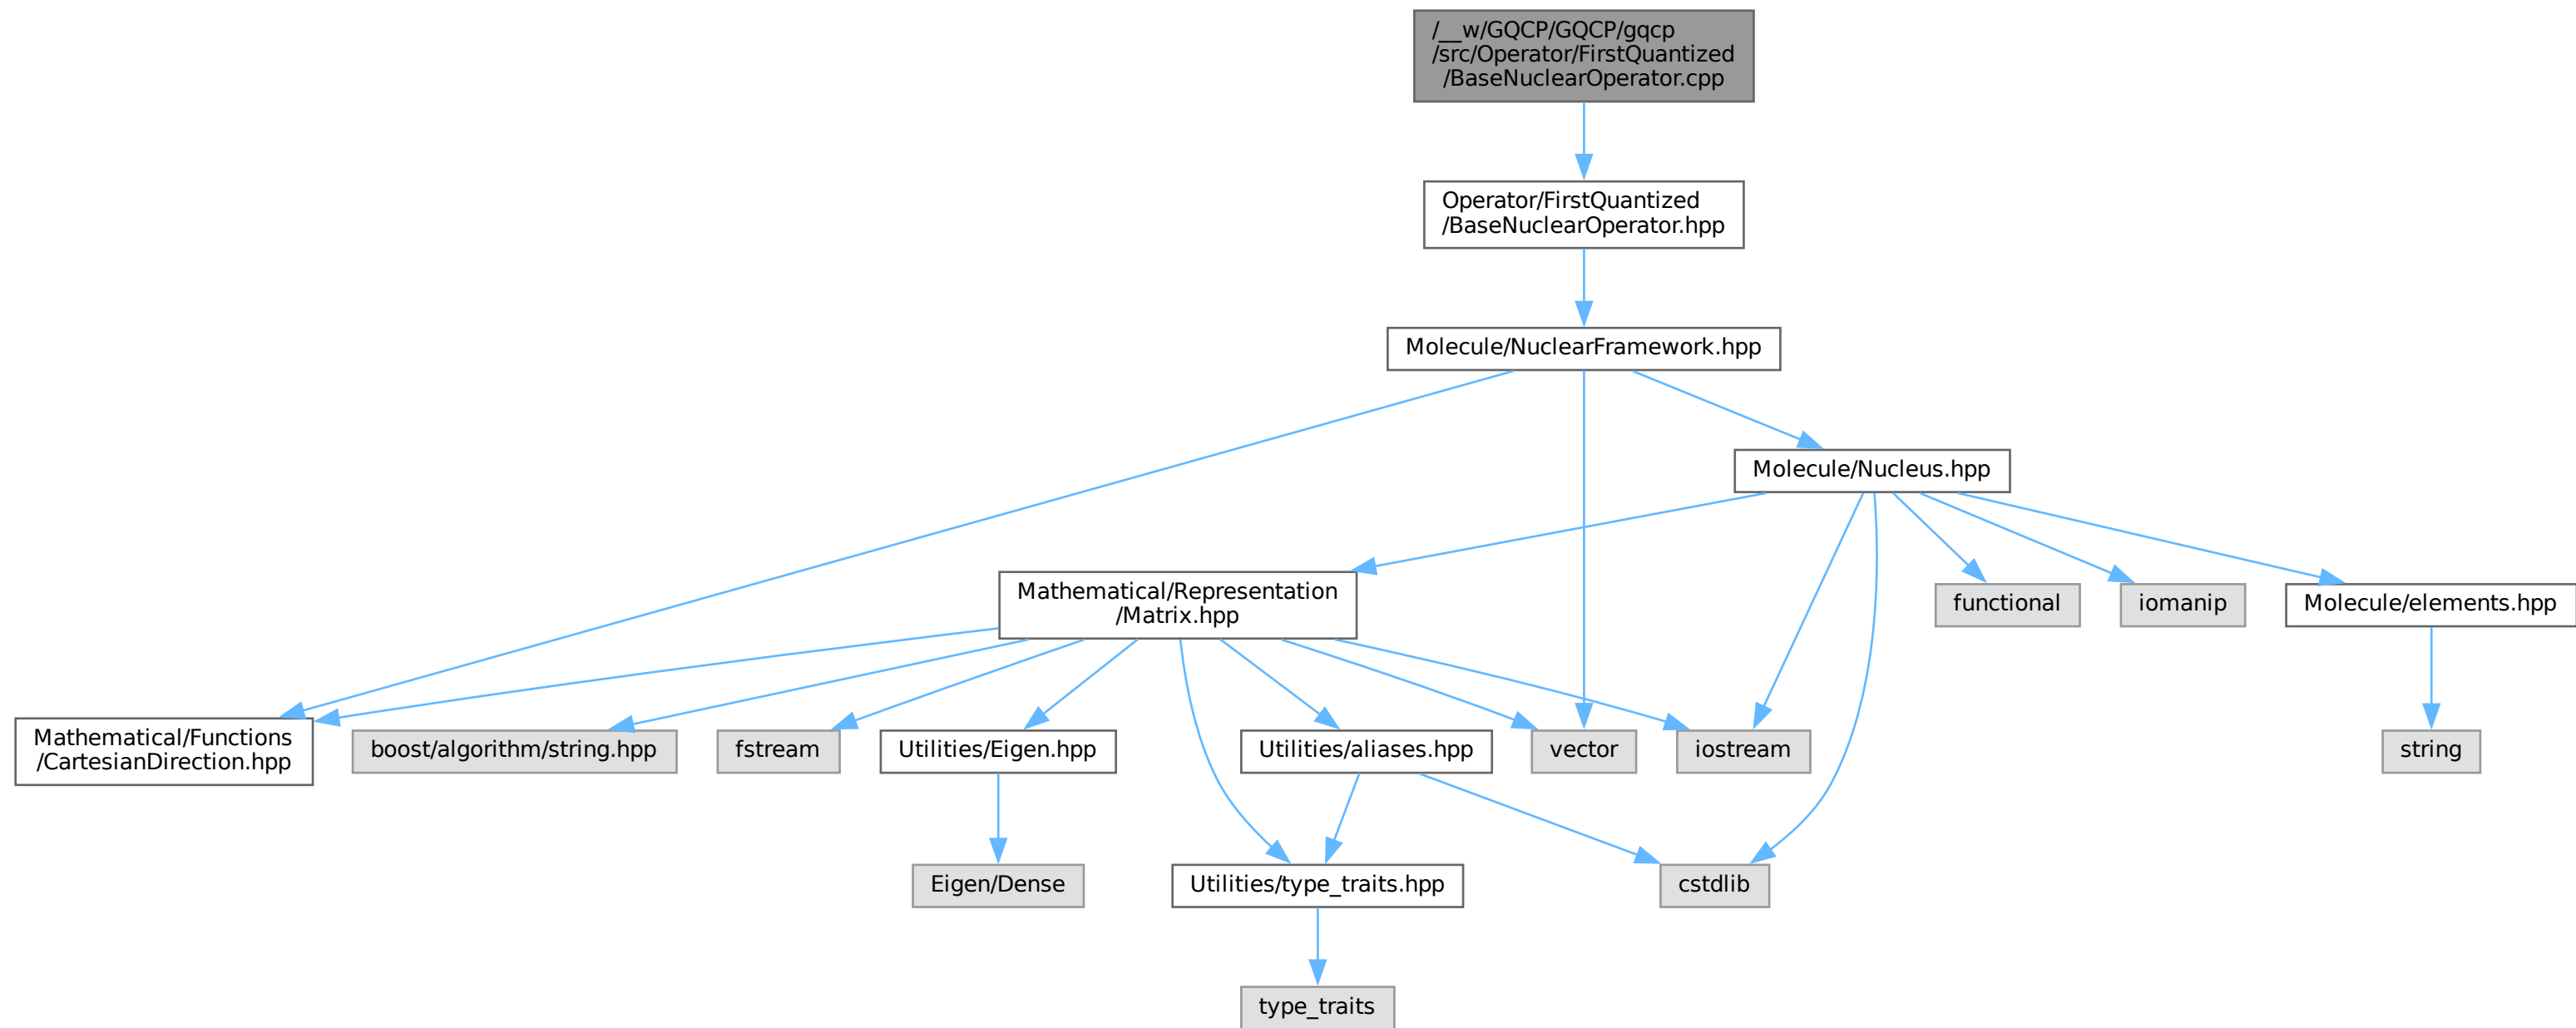 /__w/GQCP/GQCP/gqcp
/src/Operator/FirstQuantized
/BaseNuclearOperator.cpp
Operator/FirstQuantized
/BaseNuclearOperator.hpp
Molecule/NuclearFramework.hpp
Molecule/Nucleus.hpp
Mathematical/Representation
/Matrix.hpp
functional
iomanip
Molecule/elements.hpp
Mathematical/Functions
/CartesianDirection.hpp
boost/algorithm/string.hpp
fstream
Utilities/Eigen.hpp
Utilities/aliases.hpp
vector
iostream
string
Eigen/Dense
Utilities/type_traits.hpp
cstdlib
type_traits